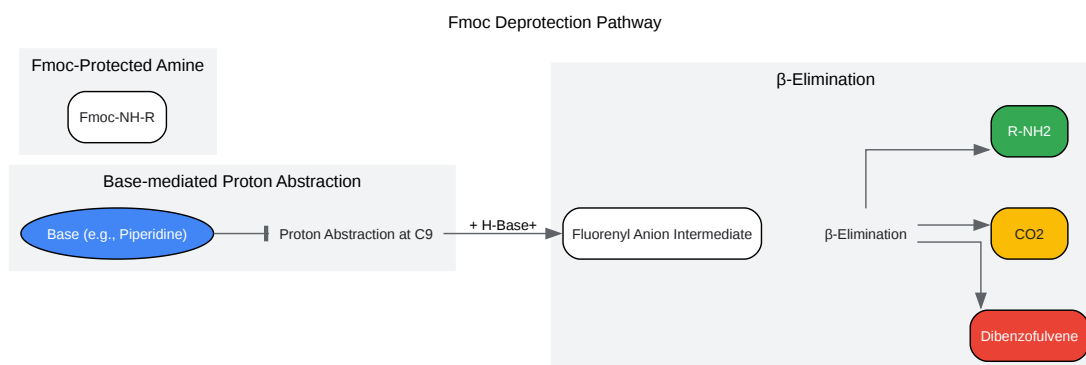 Fmoc Deprotection Pathway
Fmoc-Protected Amine
Fmoc-NH-R
Base-mediated Proton Abstraction
Base (e.g., Piperidine)
Proton Abstraction at C9
+ H-Base+
β-Elimination
Fluorenyl Anion Intermediate
β-Elimination
R-NH2
CO2
Dibenzofulvene